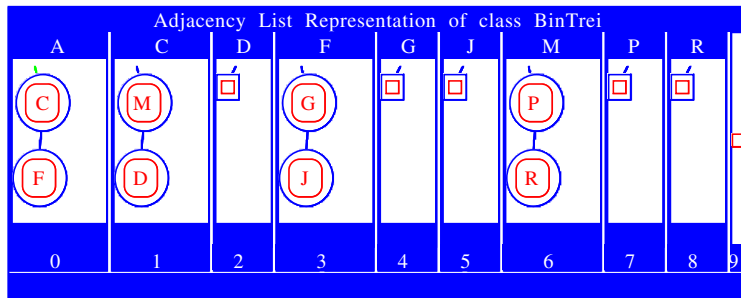 Adjacency List Representation of class BinTrei
A C D F G J M P R
C M G P
F D J R
0 1 2 3 4 5 6 7 8 9